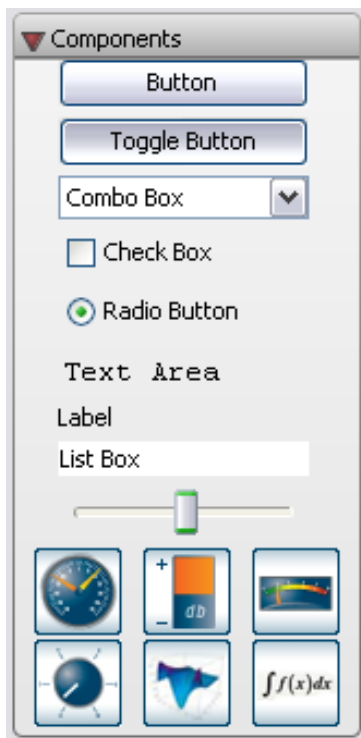 Components
Button
Toggle Button
Combo Box
Check Box
Radio Button
Text Area
Label
List Box
+
db
−
∫f(x)dx